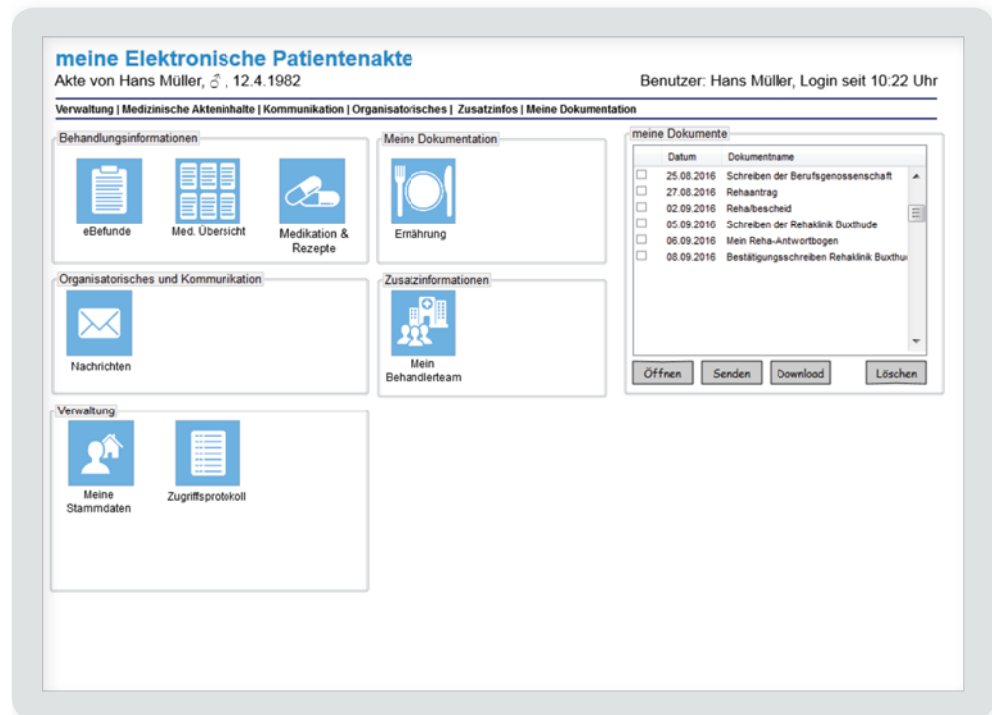 meine Elektronische Patientenakte
Akte von Hans Müller, ♂, 12.4.1982
Benutzer: Hans Müller, Login seit 10:22 Uhr
Verwaltung | Medizinische Akteninhalte | Kommunikation | Organisatorisches | Zusatzinfos | Meine Dokumentation
Behandlungsinformationen
eBefunde
Med. Übersicht
Medikation &
Rezepte
Meine Dokumentation
Ernährung
meine Dokumente
Datum Dokumentname
25.08.2016 Schreiben der Berufsgenossenschaft
27.08.2016 Rehaantrag
02.09.2016 Reha/bescheid
05.09.2016 Schreiben der Rehaklinik Buxthude
06.09.2016 Mein Reha-Antwortbogen
08.09.2016 Bestätigungsschreiben Rehaklinik Buxthu
Öffnen Senden Download Löschen
Organisatorisches und Kommunikation
Nachrichten
Zusatzinformationen
Mein
Behandlerteam
Verwaltung
Meine
Stammdaten
Zugriffsprotokoll